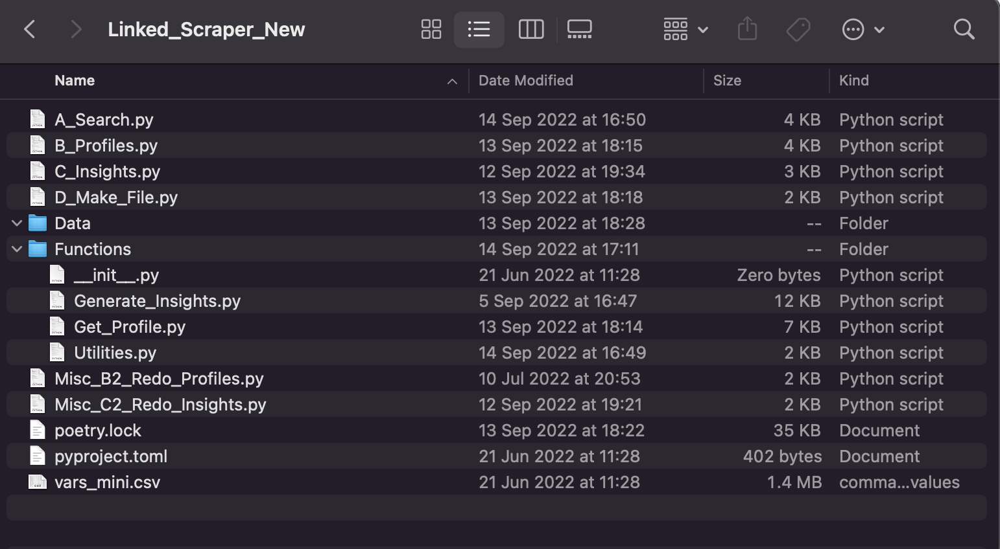 Linked_Scraper_New
Name Date Modified Size Kind
A_Search.py 14 Sep 2022 at 16:50 4 KB Python script
B_Profiles.py 13 Sep 2022 at 18:15 4 KB Python script
C_Insights.py 12 Sep 2022 at 19:34 3 KB Python script
D_Make_File.py 13 Sep 2022 at 18:18 2 KB Python script
Data 13 Sep 2022 at 18:28 -- Folder
Functions 14 Sep 2022 at 17:11 -- Folder
__init__.py 21 Jun 2022 at 11:28 Zero bytes Python script
Generate_Insights.py 5 Sep 2022 at 16:47 12 KB Python script
Get_Profile.py 13 Sep 2022 at 18:14 7 KB Python script
Utilities.py 14 Sep 2022 at 16:49 2 KB Python script
Misc_B2_Redo_Profiles.py 10 Jul 2022 at 20:53 2 KB Python script
Misc_C2_Redo_Insights.py 12 Sep 2022 at 19:21 2 KB Python script
poetry.lock 13 Sep 2022 at 18:22 35 KB Document
pyproject.toml 21 Jun 2022 at 11:28 402 bytes Document
vars_mini.csv 21 Jun 2022 at 11:28 1.4 MB comma...values